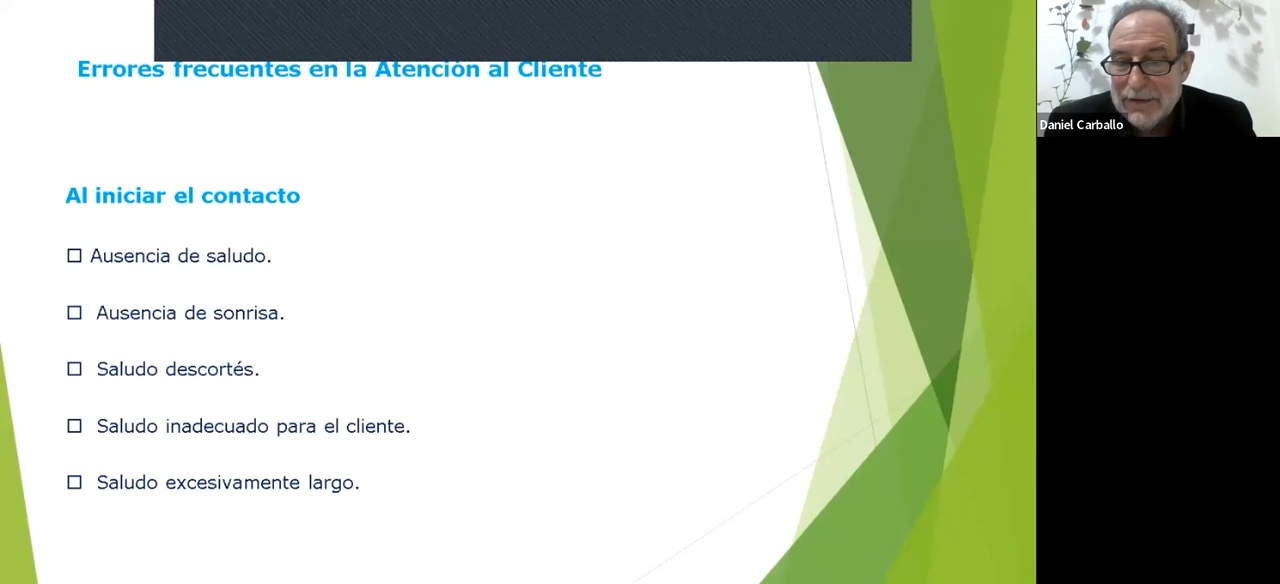 Errores frecuentes en la Atención al Cliente
Daniel Carballo
Al iniciar el contacto
Ausencia de saludo.
Ausencia de sonrisa.
Saludo descortés.
Saludo inadecuado para el cliente.
Saludo excesivamente largo.